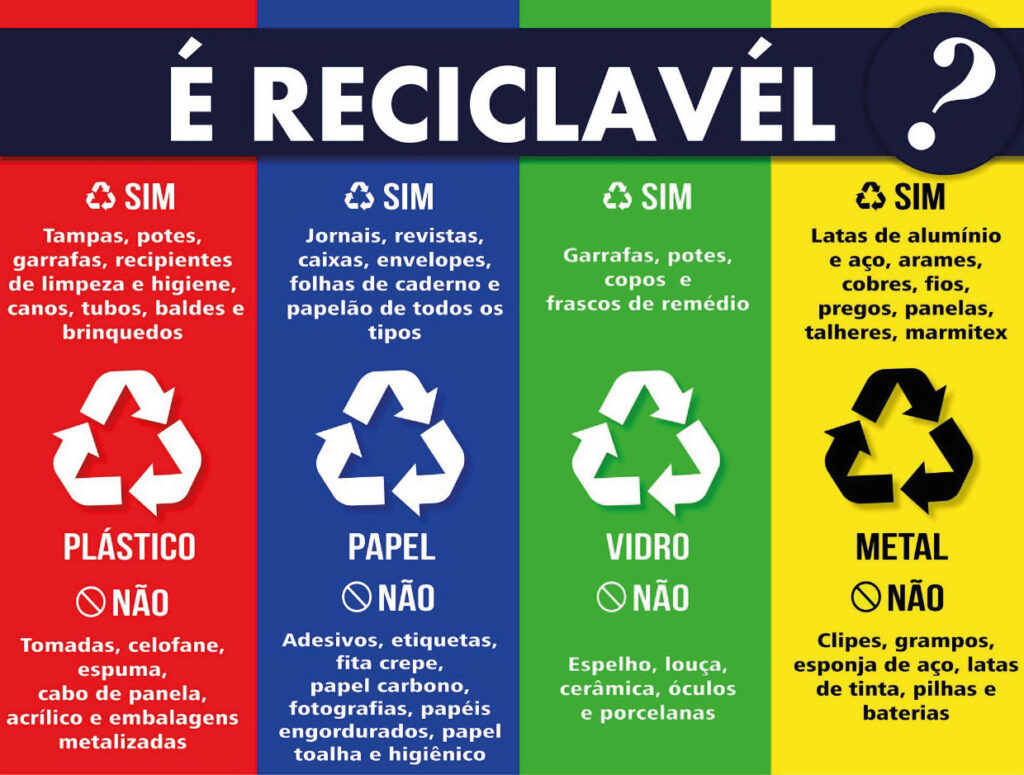 É RECICLAVÉL ?
SIM
Tampas, potes,
garrafas, recipientes
de limpeza e higiene,
canos, tubos, baldes e
brinquedos
PLÁSTICO
NÃO
Tomadas, celofane,
espuma,
cabo de panela,
acrílico e embalagens
metalizadas
SIM
Jornais, revistas,
caixas, envelopes,
folhas de caderno e
papelão de todos os
tipos
PAPEL
NÃO
Adesivos, etiquetas,
fita crepe,
papel carbono,
fotografias, papéis
engordurados, papel
toalha e higiênico
SIM
Garrafas, potes,
copos e
frascos de remédio
VIDRO
NÃO
Espelho, louça,
cerâmica, óculos
e porcelanas
SIM
Latas de alumínio
e aço, arames,
cobres, fios,
pregos, panelas,
talheres, marmitex
METAL
NÃO
Clipes, grampos,
esponja de aço, latas
de tinta, pilhas e
baterias